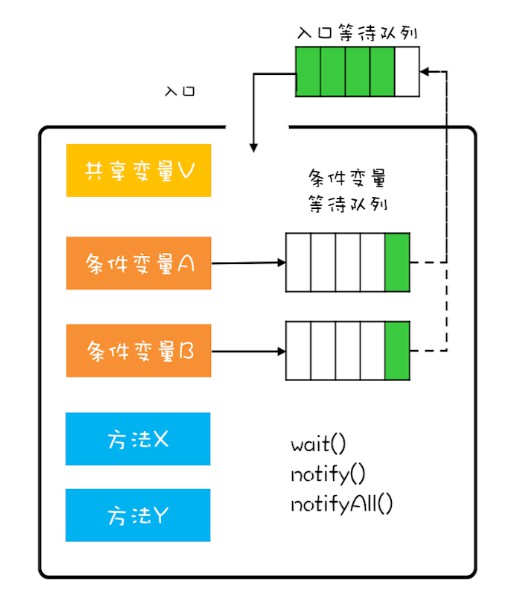 入口等待队列
入口
共享变量V
条件变量
等待队列
条件变量A
条件变量B
方法X
方法Y
wait()
notify()
notifyAll()